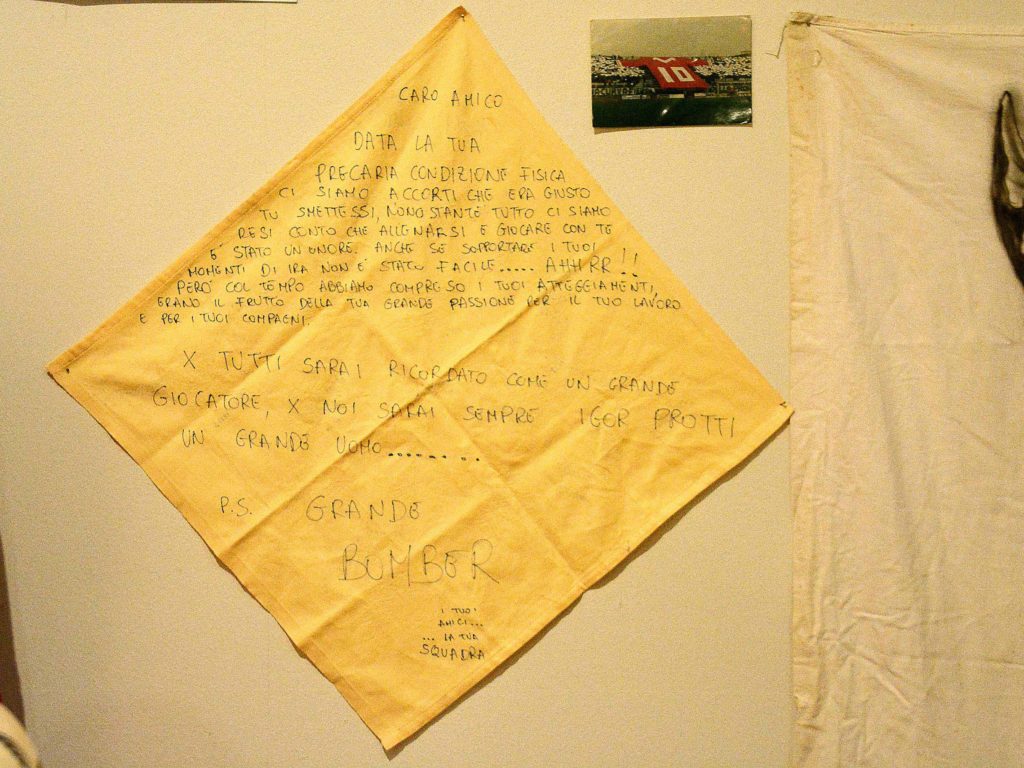 CARO AMICO
DATA LA TUA
PRECARIA CONDIZIONE FISICA
CI SIAMO ACCORTI CHE ERA GIUSTO
TU SMETTESSI, NONOSTANTE TUTTO CI SIAMO
RESI CONTO CHE ALLENARSI E GIOCARE CON TE
E' STATO UN ONORE. ANCHE SE SOPPORTARE I TUOI
MOMENTI DI IRA NON E' STATO FACILE..... AHHRR!!
PERO' COL TEMPO ABBIAMO COMPRESO I TUOI ATTEGGIAMENTI,
ERANO IL FRUTTO DELLA TUA GRANDE PASSIONE PER IL TUO LAVORO
E PER I TUOI COMPAGNI.
X TUTTI SARAI RICORDATO COME UN GRANDE
GIOCATORE, X NOI SARAI SEMPRE IGOR PROTTI
UN GRANDE UOMO........
P.S. GRANDE
BUMBER
I TUOI
AMICI...
... LA TUA
SQUADRA
10